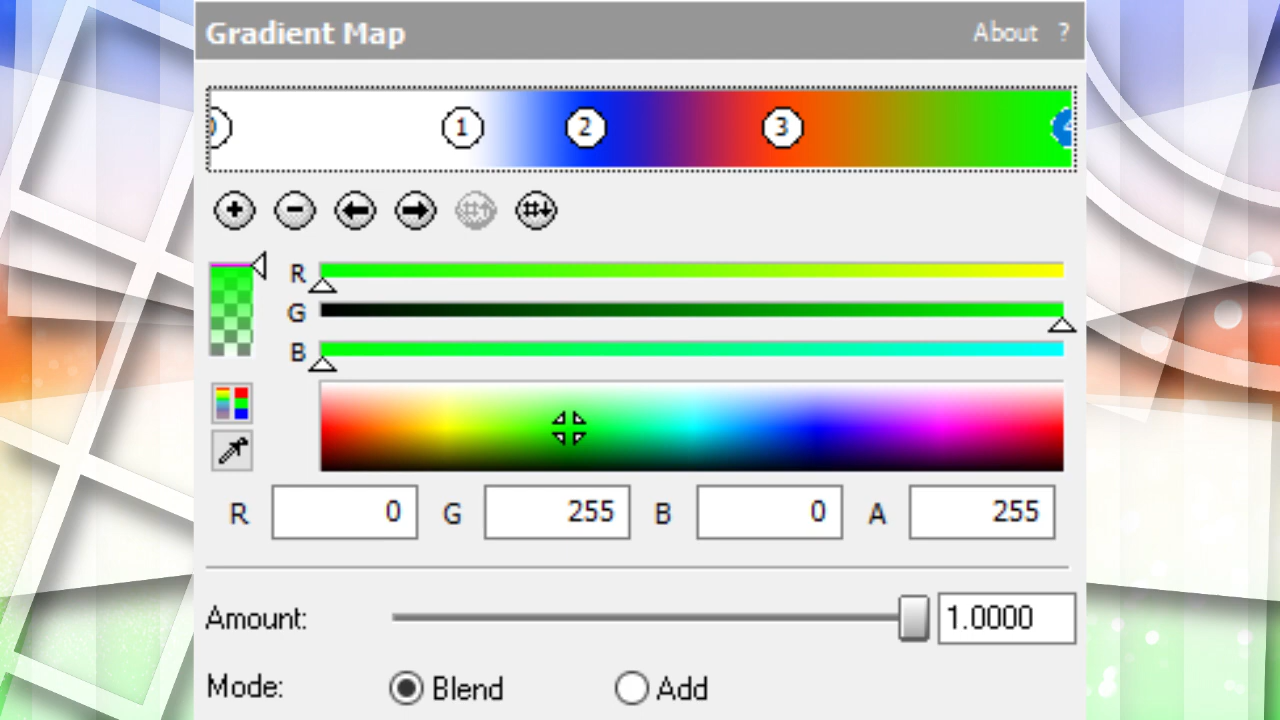 Gradient Map About ?
1 2 3
R
G
B
R 0 G 255 B 0 A 255
Amount: 1.0000
Mode: Blend Add